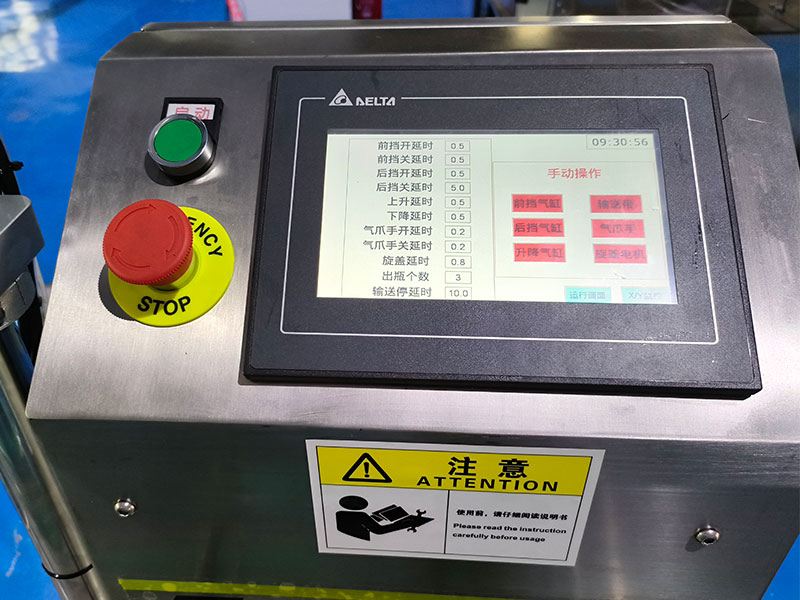 启动
EMERGENCY
STOP
DELTA
09:30:56
前挡开延时 0.5
前挡关延时 0.5
后挡开延时 0.5
后挡关延时 5.0
上升延时 0.5
下降延时 0.5
气爪手开延时 0.2
气爪手关延时 0.2
旋盖延时 0.8
出瓶个数 3
输送停延时 10.0
手动操作
前挡气缸 输送带
后挡气缸 气爪手
升降气缸 旋盖电机
注意
ATTENTION
使用前，请仔细阅读说明书
Please read the instruction
carefully before usage